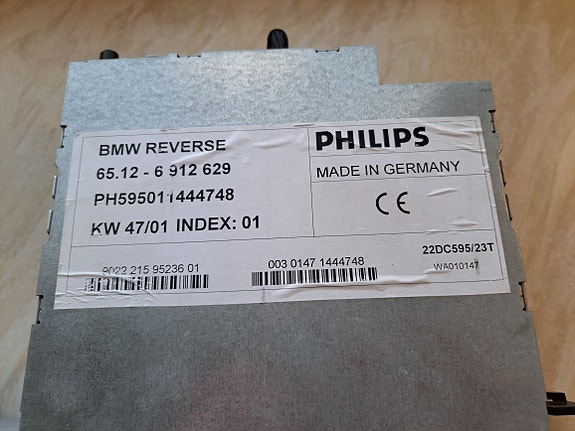 BMW REVERSE
65.12 - 6 912 629
PH595011444748
KW 47/01 INDEX: 01
PHILIPS
MADE IN GERMANY
CE
22DC595/23T
WA010147
9022 215 95236 01
003 0147 1444748